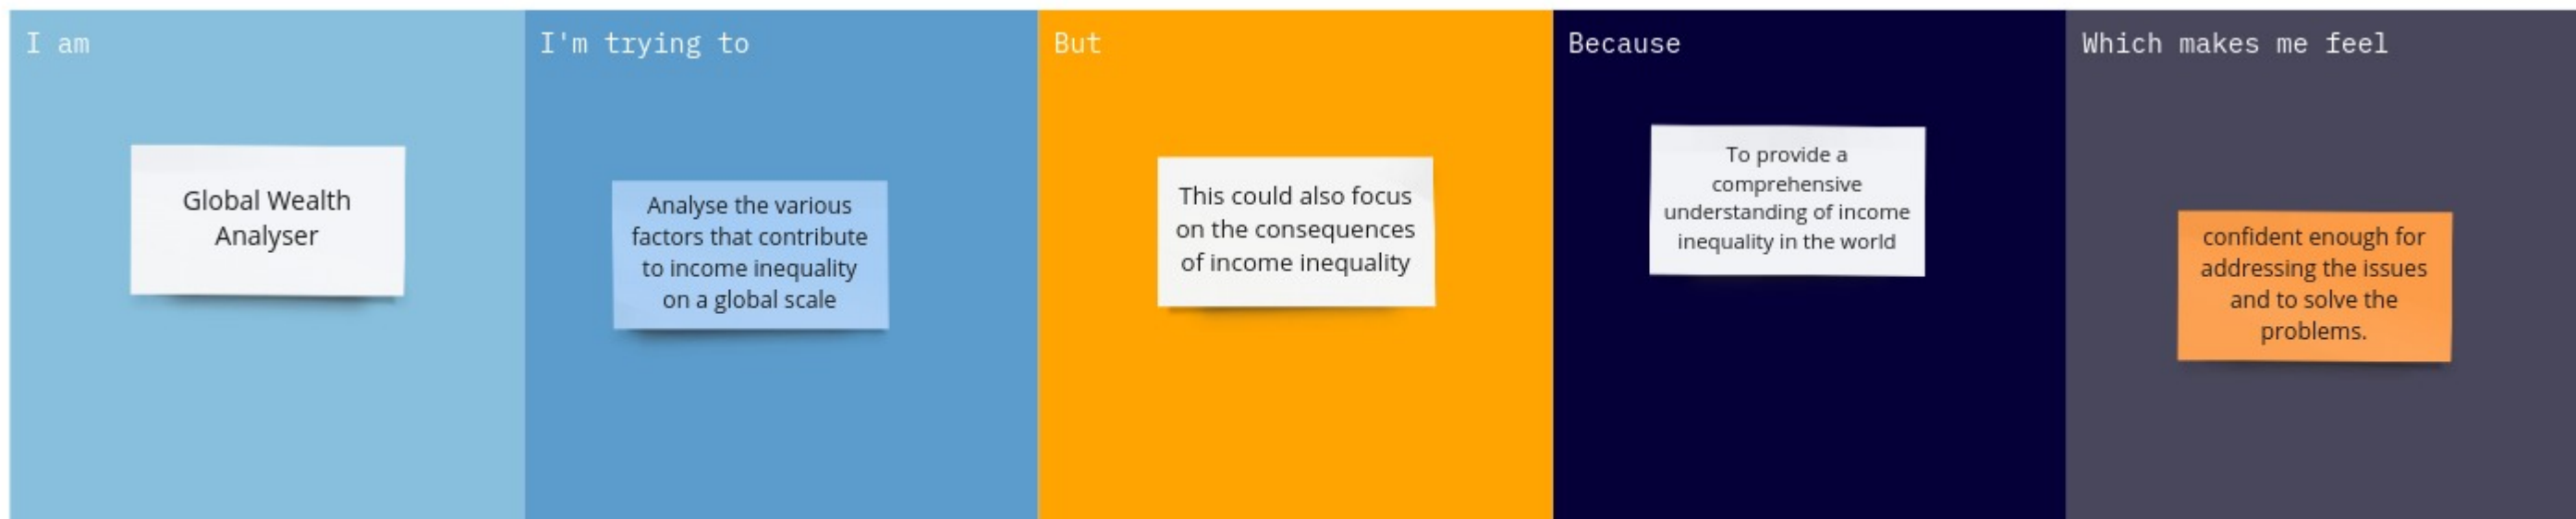 I am
Global Wealth
Analyser
I'm trying to
Analyse the various
factors that contribute
to income inequality
on a global scale
But
This could also focus
on the consequences
of income inequality
Because
To provide a
comprehensive
understanding of income
inequality in the world
Which makes me feel
confident enough for
addressing the issues
and to solve the
problems.